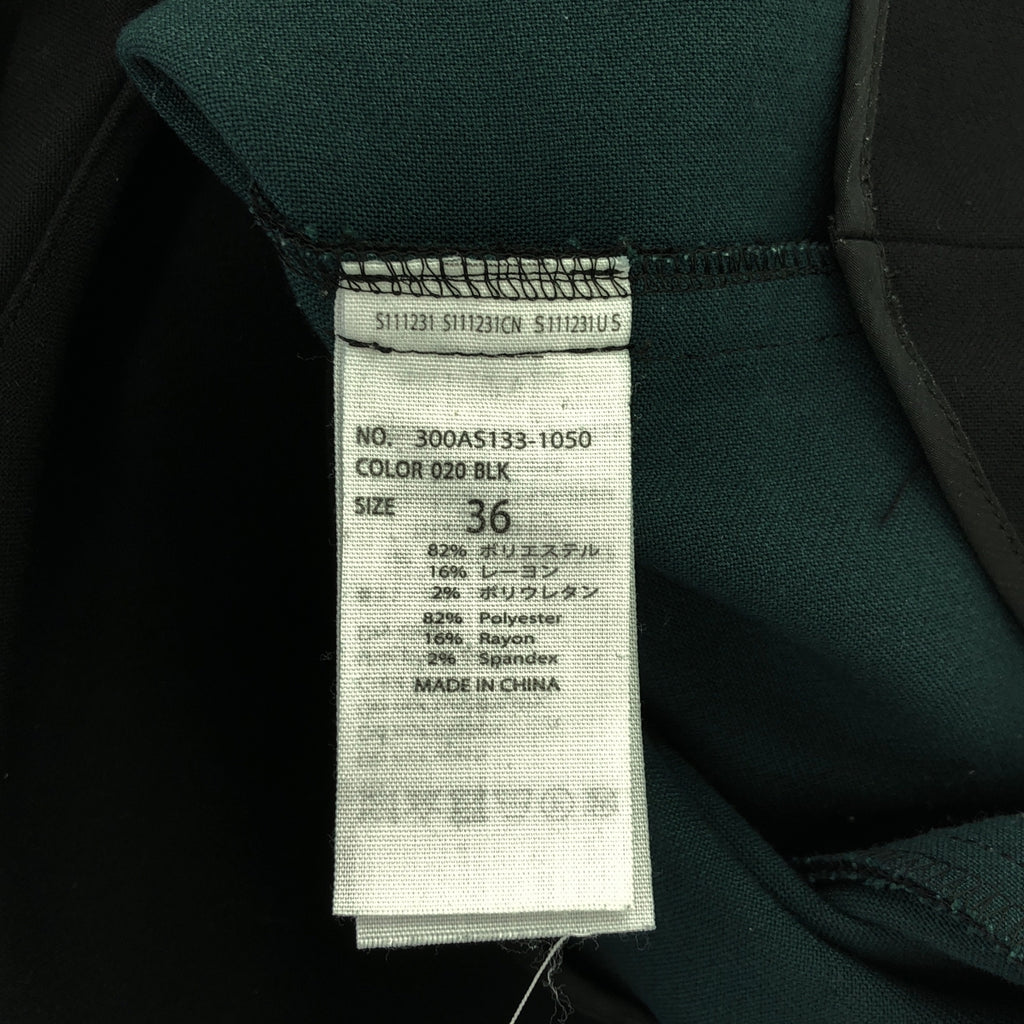 S111231 S111231CN S111231US
NO. 300AS133-1050
COLOR 020 BLK
SIZE 36
82% ポリエステル
16% レーヨン
2% ポリウレタン
82% Polyester
16% Rayon
2% Spandex
MADE IN CHINA